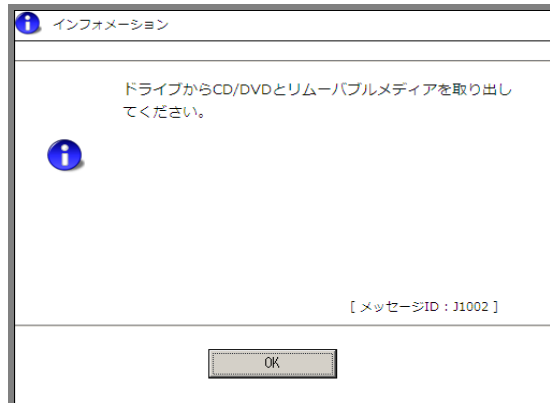 インフォメーション
ドライブからCD/DVDとリムーバブルメディアを取り出し
てください。
[ メッセージID : J1002 ]
OK